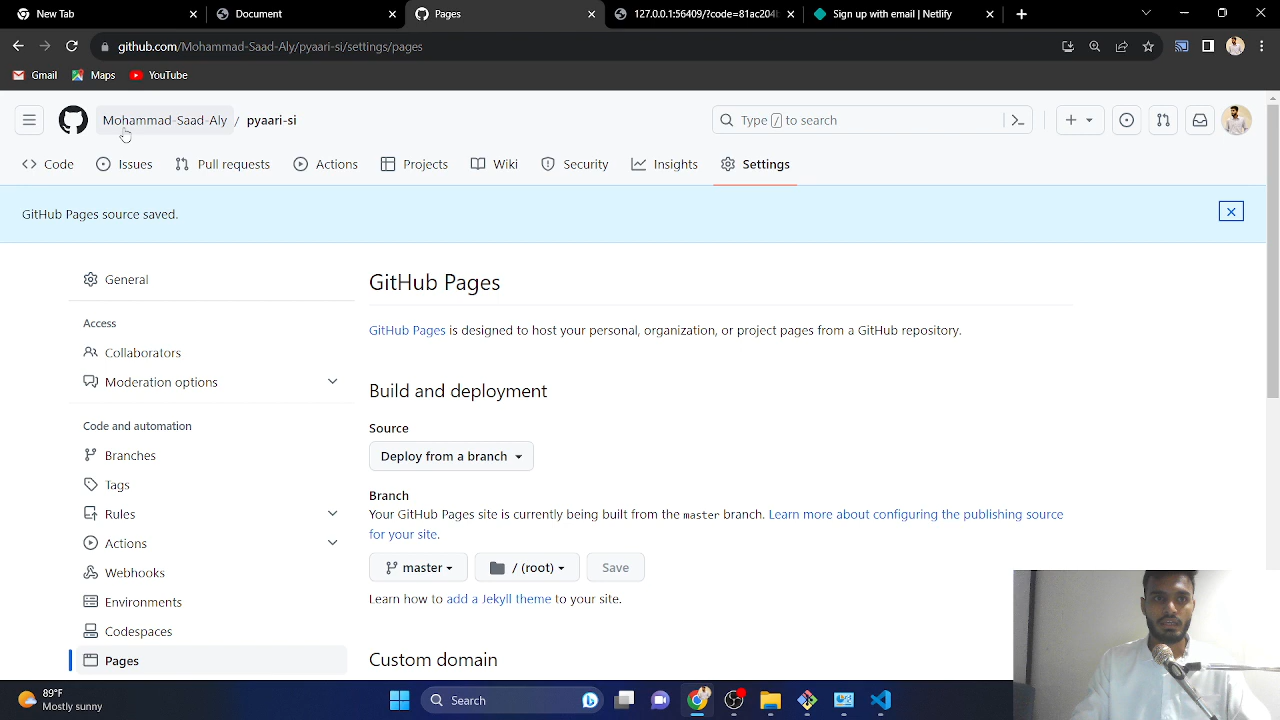 New Tab
Document
Pages
127.0.0.1:56409/?code=81ac204b
Sign up with email | Netlify
github.com/Mohammad-Saad-Aly/pyaari-si/settings/pages
Gmail
Maps
YouTube
Mohammad-Saad-Aly / pyaari-si
Type / to search
Code
Issues
Pull requests
Actions
Projects
Wiki
Security
Insights
Settings
GitHub Pages source saved.
General
Access
Collaborators
Moderation options
Code and automation
Branches
Tags
Rules
Actions
Webhooks
Environments
Codespaces
Pages
GitHub Pages
GitHub Pages is designed to host your personal, organization, or project pages from a GitHub repository.
Build and deployment
Source
Deploy from a branch
Branch
Your GitHub Pages site is currently being built from the master branch. Learn more about configuring the publishing source
for your site.
master
/ (root)
Save
Learn how to add a Jekyll theme to your site.
Custom domain
89°F
Mostly sunny
Search